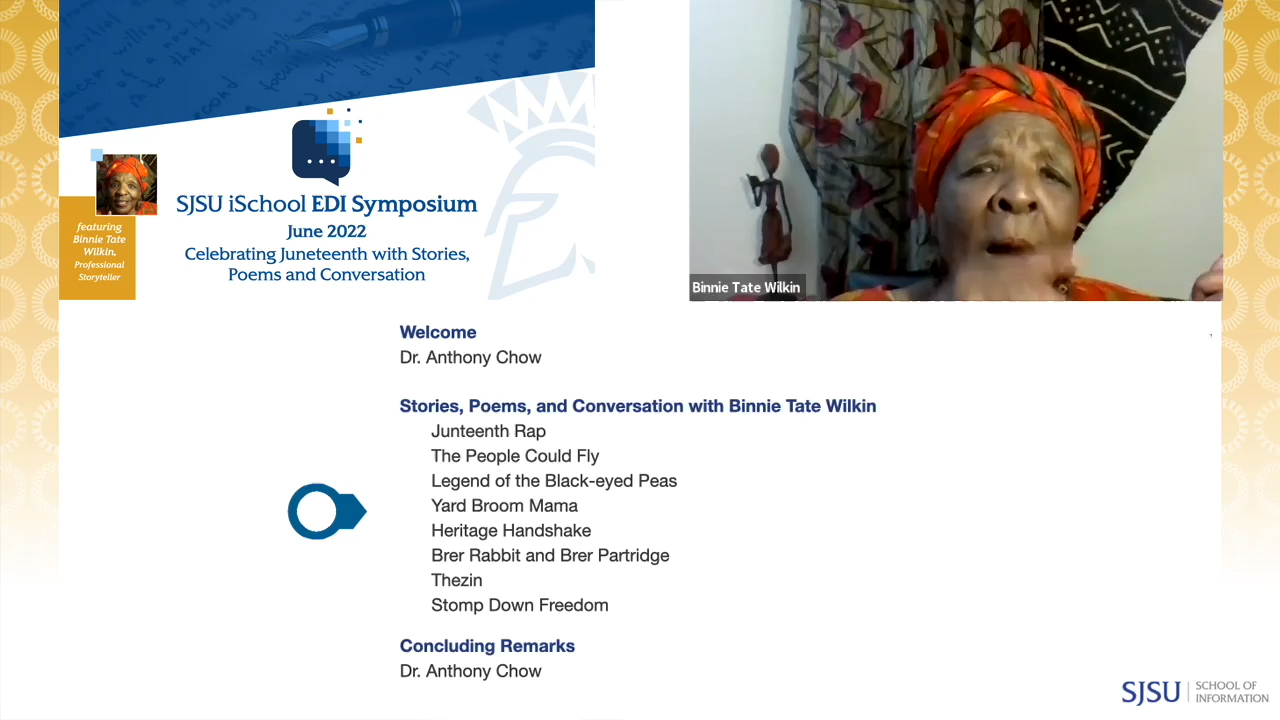 SJSU iSchool EDI Symposium
June 2022
Celebrating Juneteenth with Stories,
Poems and Conversation
featuring
Binnie Tate
Wilkin,
Professional
Storyteller
Binnie Tate Wilkin
Welcome
Dr. Anthony Chow
Stories, Poems, and Conversation with Binnie Tate Wilkin
Junteenth Rap
The People Could Fly
Legend of the Black-eyed Peas
Yard Broom Mama
Heritage Handshake
Brer Rabbit and Brer Partridge
Thezin
Stomp Down Freedom
Concluding Remarks
Dr. Anthony Chow
SJSU
SCHOOL OF
INFORMATION